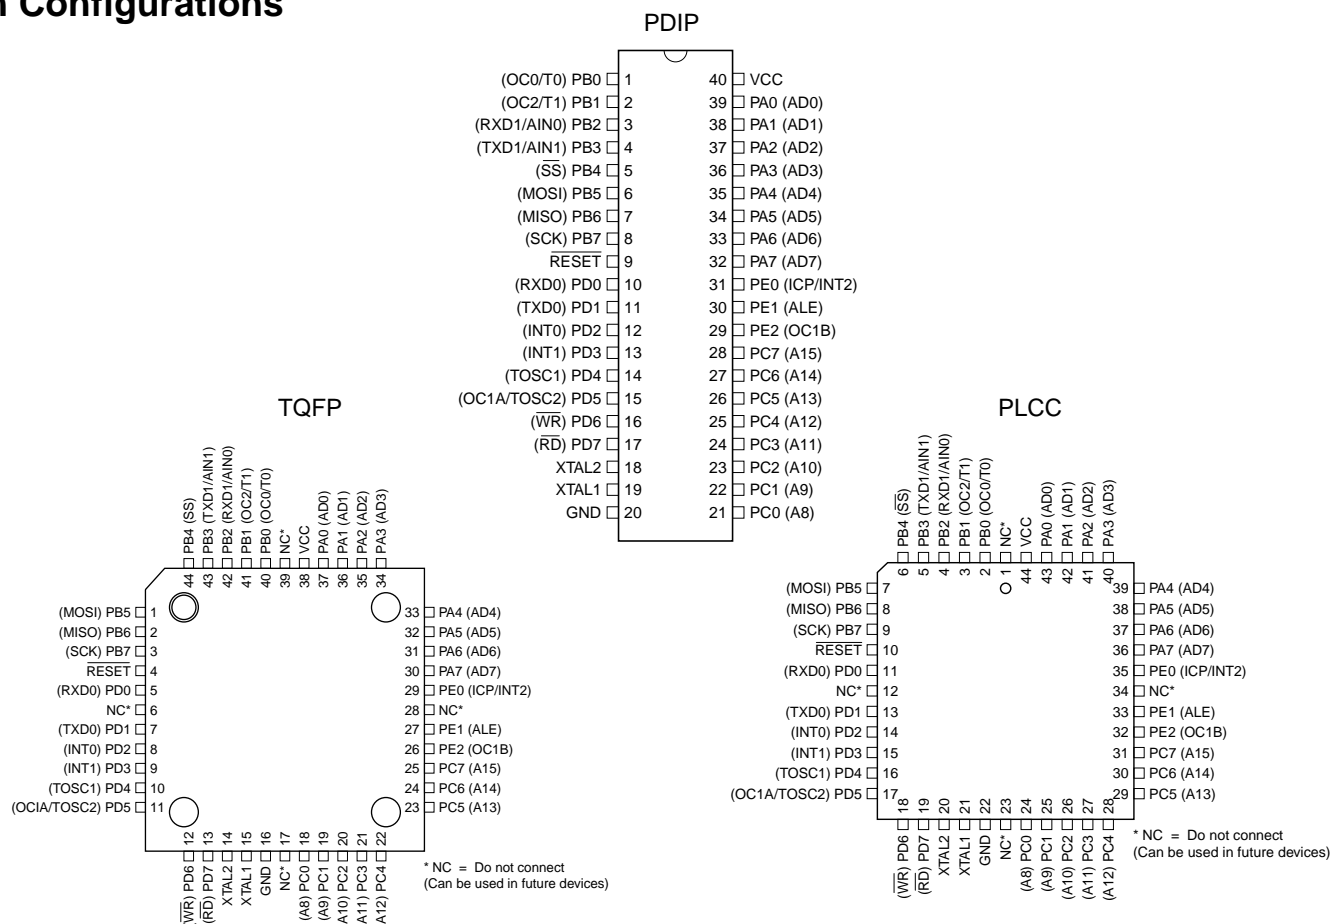 Configurations
PDIP
(OC0/T0) PB0 1 40 VCC
(OC2/T1) PB1 2 39 PA0 (AD0)
(RXD1/AIN0) PB2 3 38 PA1 (AD1)
(TXD1/AIN1) PB3 4 37 PA2 (AD2)
(SS) PB4 5 36 PA3 (AD3)
(MOSI) PB5 6 35 PA4 (AD4)
(MISO) PB6 7 34 PA5 (AD5)
(SCK) PB7 8 33 PA6 (AD6)
RESET 9 32 PA7 (AD7)
(RXD0) PD0 10 31 PE0 (ICP/INT2)
(TXD0) PD1 11 30 PE1 (ALE)
(INT0) PD2 12 29 PE2 (OC1B)
(INT1) PD3 13 28 PC7 (A15)
(TOSC1) PD4 14 27 PC6 (A14)
(OC1A/TOSC2) PD5 15 26 PC5 (A13)
(WR) PD6 16 25 PC4 (A12)
(RD) PD7 17 24 PC3 (A11)
XTAL2 18 23 PC2 (A10)
XTAL1 19 22 PC1 (A9)
GND 20 21 PC0 (A8)
TQFP
PB4 (SS) 44
PB3 (TXD1/AIN1) 43
PB2 (RXD1/AIN0) 42
PB1 (OC2/T1) 41
PB0 (OC0/T0) 40
NC* 39
VCC 38
PA0 (AD0) 37
PA1 (AD1) 36
PA2 (AD2) 35
PA3 (AD3) 34
(MOSI) PB5 1 33 PA4 (AD4)
(MISO) PB6 2 32 PA5 (AD5)
(SCK) PB7 3 31 PA6 (AD6)
RESET 4 30 PA7 (AD7)
(RXD0) PD0 5 29 PE0 (ICP/INT2)
NC* 6 28 NC*
(TXD0) PD1 7 27 PE1 (ALE)
(INT0) PD2 8 26 PE2 (OC1B)
(INT1) PD3 9 25 PC7 (A15)
(TOSC1) PD4 10 24 PC6 (A14)
(OCIA/TOSC2) PD5 11 23 PC5 (A13)
(WR) PD6 12
(RD) PD7 13
XTAL2 14
XTAL1 15
GND 16
NC* 17
(A8) PC0 18
(A9) PC1 19
A10) PC2 20
A11) PC3 21
A12) PC4 22
* NC = Do not connect
(Can be used in future devices)
PLCC
PB4 (SS) 6
PB3 (TXD1/AIN1) 5
PB2 (RXD1/AIN0) 4
PB1 (OC2/T1) 3
PB0 (OC0/T0) 2
NC* 1
VCC 44
PA0 (AD0) 43
PA1 (AD1) 42
PA2 (AD2) 41
PA3 (AD3) 40
(MOSI) PB5 7 39 PA4 (AD4)
(MISO) PB6 8 38 PA5 (AD5)
(SCK) PB7 9 37 PA6 (AD6)
RESET 10 36 PA7 (AD7)
(RXD0) PD0 11 35 PE0 (ICP/INT2)
NC* 12 34 NC*
(TXD0) PD1 13 33 PE1 (ALE)
(INT0) PD2 14 32 PE2 (OC1B)
(INT1) PD3 15 31 PC7 (A15)
(TOSC1) PD4 16 30 PC6 (A14)
(OC1A/TOSC2) PD5 17 29 PC5 (A13)
(WR) PD6 18
(RD) PD7 19
XTAL2 20
XTAL1 21
GND 22
NC* 23
(A8) PC0 24
(A9) PC1 25
(A10) PC2 26
(A11) PC3 27
(A12) PC4 28
* NC = Do not connect
(Can be used in future devices)